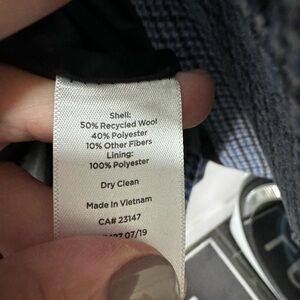 Shell:
50% Recycled Wool
40% Polyester
10% Other Fibers
Lining:
100% Polyester
Dry Clean
Made in Vietnam
CA# 23147
07/19